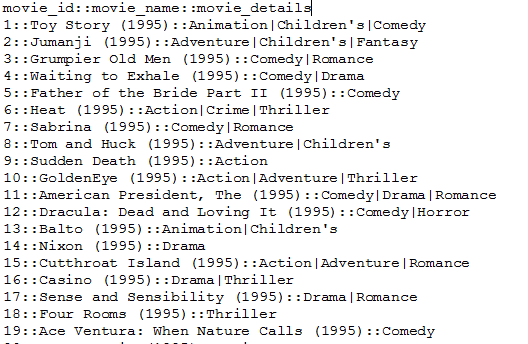 movie_id::movie_name::movie_details
1::Toy Story (1995)::Animation|Children's|Comedy
2::Jumanji (1995)::Adventure|Children's|Fantasy
3::Grumpier Old Men (1995)::Comedy|Romance
4::Waiting to Exhale (1995)::Comedy|Drama
5::Father of the Bride Part II (1995)::Comedy
6::Heat (1995)::Action|Crime|Thriller
7::Sabrina (1995)::Comedy|Romance
8::Tom and Huck (1995)::Adventure|Children's
9::Sudden Death (1995)::Action
10::GoldenEye (1995)::Action|Adventure|Thriller
11::American President, The (1995)::Comedy|Drama|Romance
12::Dracula: Dead and Loving It (1995)::Comedy|Horror
13::Balto (1995)::Animation|Children's
14::Nixon (1995)::Drama
15::Cutthroat Island (1995)::Action|Adventure|Romance
16::Casino (1995)::Drama|Thriller
17::Sense and Sensibility (1995)::Drama|Romance
18::Four Rooms (1995)::Thriller
19::Ace Ventura: When Nature Calls (1995)::Comedy